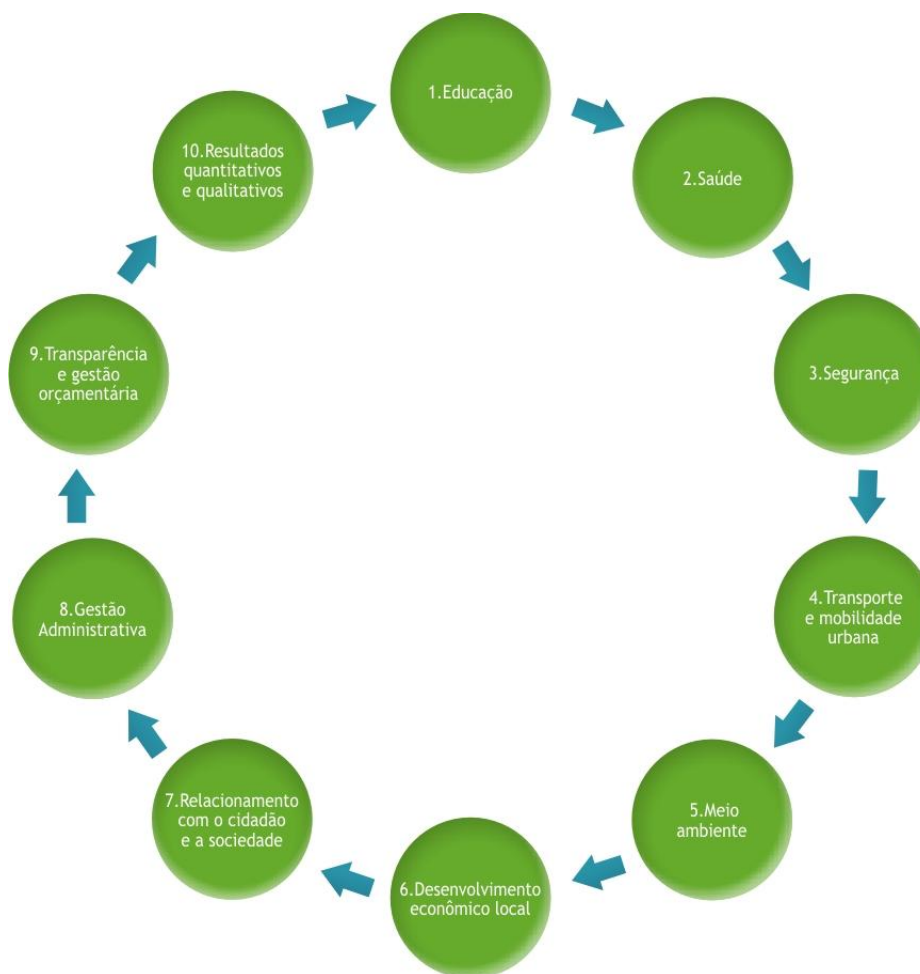 1.Educação
2.Saúde
3.Segurança
4.Transporte
e mobilidade
urbana
5.Meio
ambiente
6.Desenvolvimento
econômico local
7.Relacionamento
com o cidadão
e a sociedade
8.Gestão
Administrativa
9.Transparência
e gestão
orçamentária
10.Resultados
quantitativos
e qualitativos